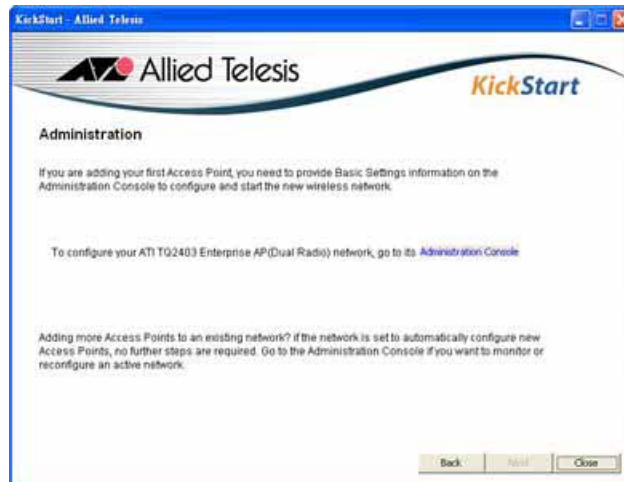 KickStart - Allied Telesis
Allied Telesis
KickStart
Administration
If you are adding your first Access Point, you need to provide Basic Settings information on the
Administration Console to configure and start the new wireless network.
To configure your ATI TQ2403 Enterprise AP(Dual Radio) network, go to its Administration Console
Adding more Access Points to an existing network? if the network is set to automatically configure new
Access Points, no further steps are required. Go to the Administration Console if you want to monitor or
reconfigure an active network.
Back Next Close